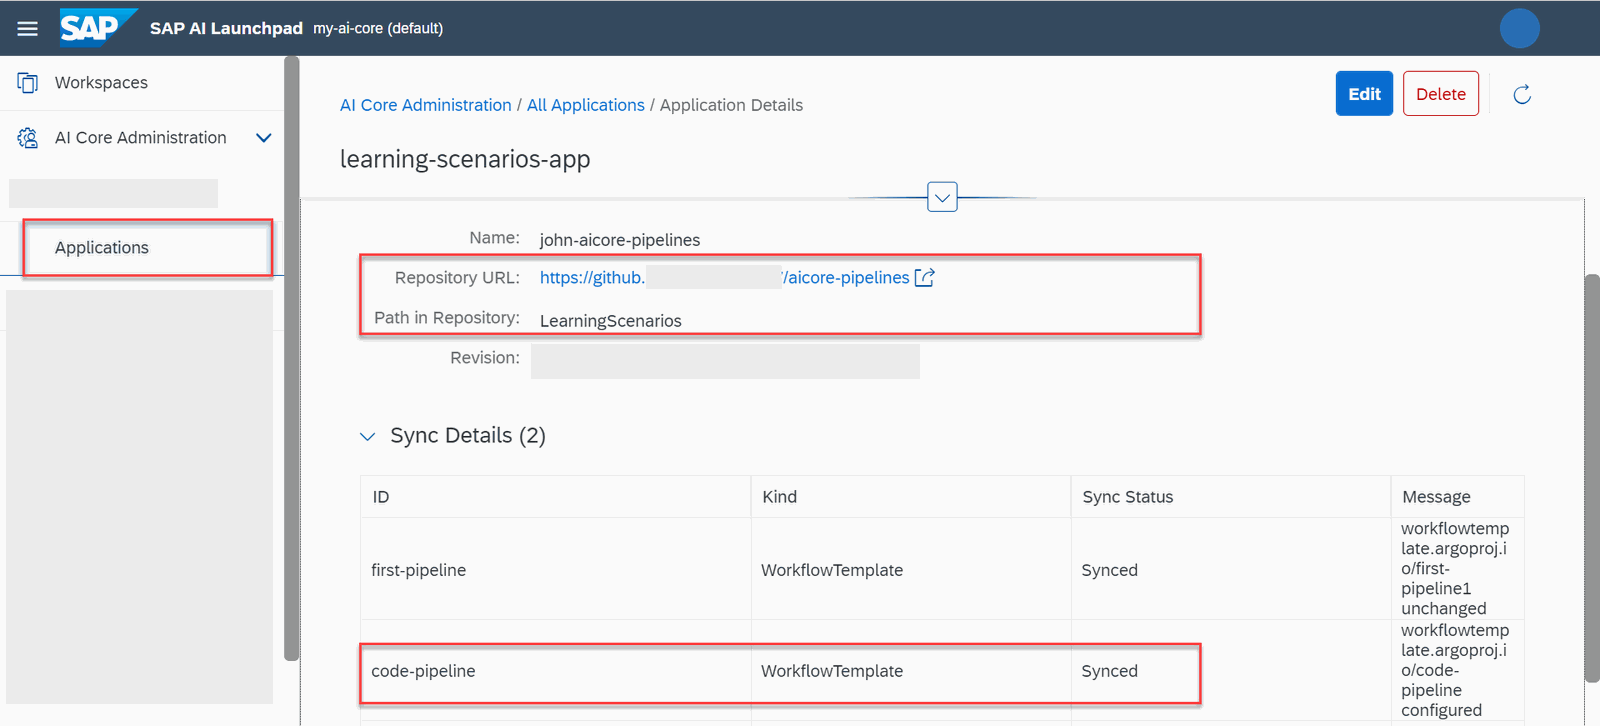 SAP SAP AI Launchpad my-ai-core (default)
Workspaces
AI Core Administration
Applications
AI Core Administration / All Applications / Application Details
Edit
Delete
learning-scenarios-app
Name: john-aicore-pipelines
Repository URL: https://github. /aicore-pipelines
Path in Repository: LearningScenarios
Revision:
Sync Details (2)
ID Kind Sync Status Message
first-pipeline WorkflowTemplate Synced
workflowtemp
late.argoproj.i
o/first-
pipeline1
unchanged
code-pipeline WorkflowTemplate Synced
workflowtemp
late.argoproj.i
o/code-
pipeline
configured